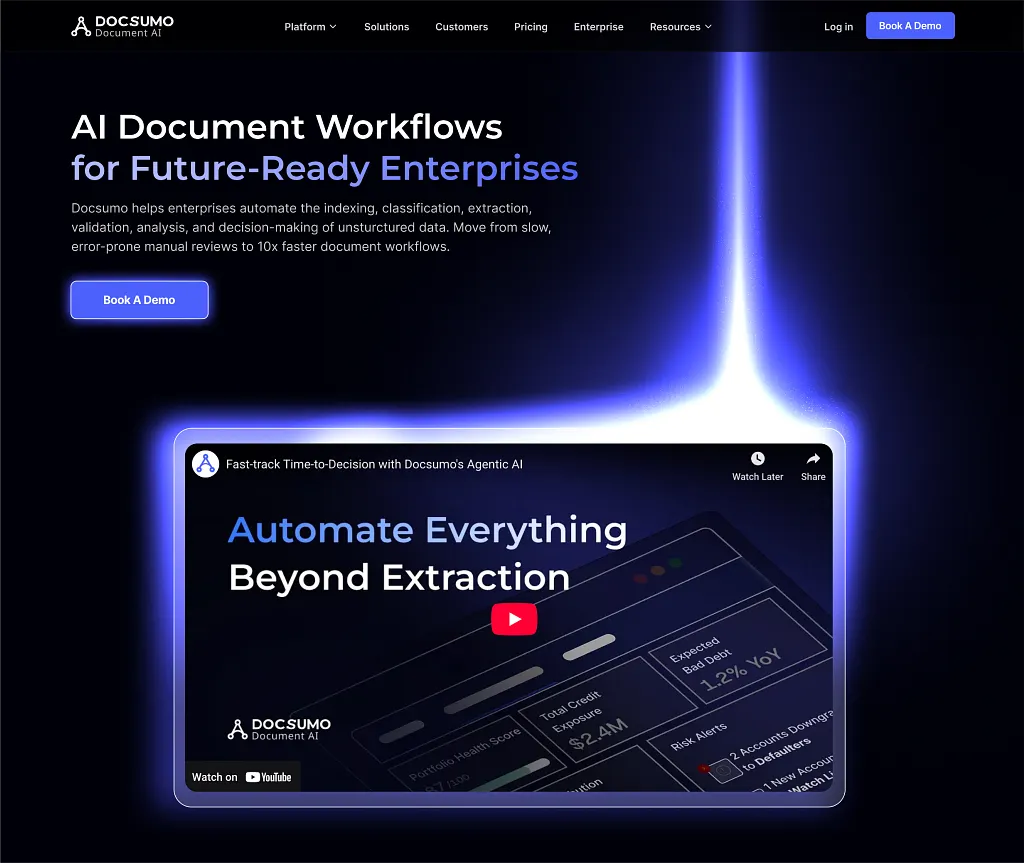 DOCSUMO
Document AI
Platform
Solutions
Customers
Pricing
Enterprise
Resources
Log in
Book A Demo
AI Document Workflows
for Future-Ready Enterprises
Docsumo helps enterprises automate the indexing, classification, extraction,
validation, analysis, and decision-making of unsturctured data. Move from slow,
error-prone manual reviews to 10x faster document workflows.
Book A Demo
Fast-track Time-to-Decision with Docsumo's Agentic AI
Watch Later
Share
Automate Everything
Beyond Extraction
Expected
Bad Debt
1.2% YoY
Total Credit
Exposure
$2.4M
Portfolio Health Score
87/100
Risk Alerts
2 Accounts Downgra
to Defaulters
1 New Accoun
Watch Li
DOCSUMO
Document AI
Watch on YouTube